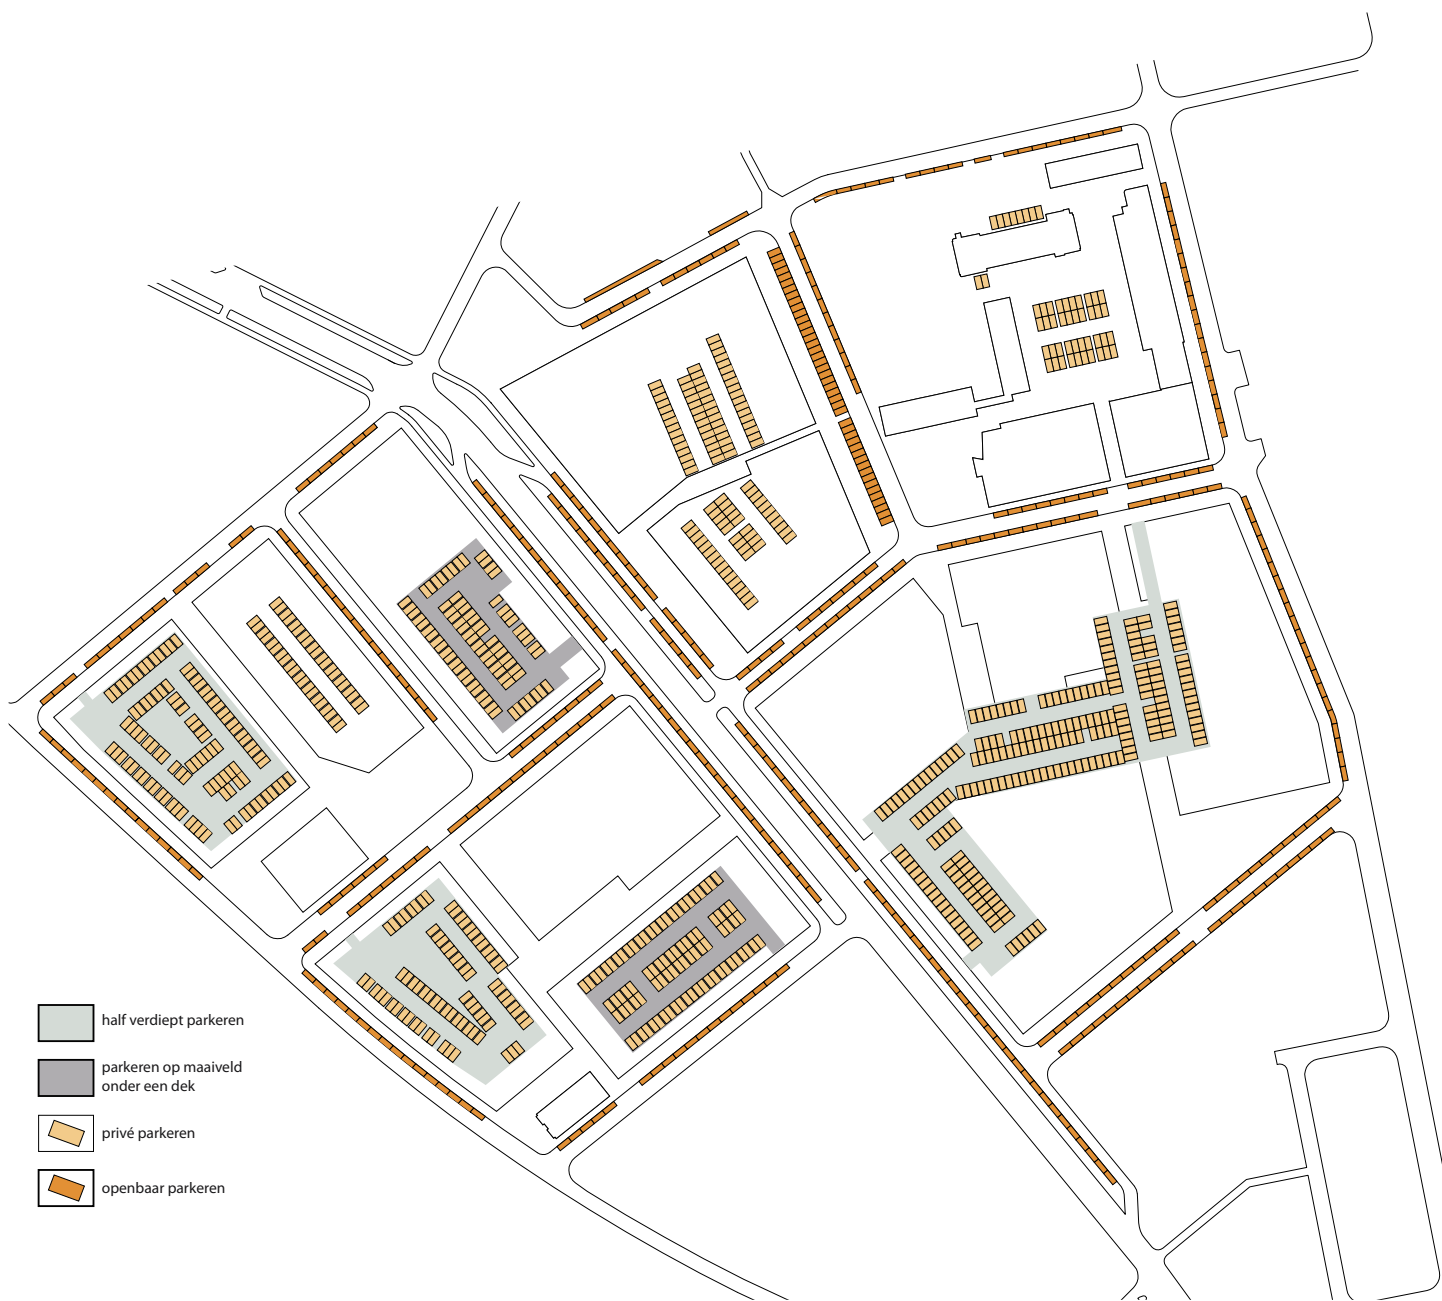 half verdiept parkeren
parkeren op maaiveld
onder een dek
privé parkeren
openbaar parkeren